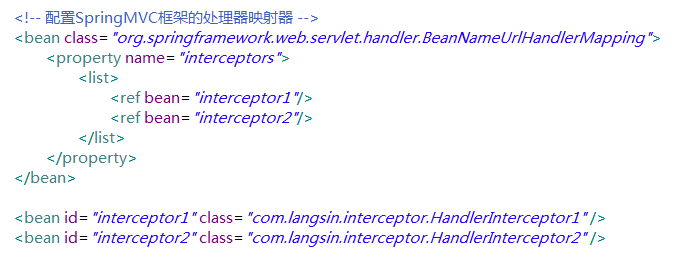 <!-- 配置SpringMVC框架的处理器映射器 -->
<bean class="org.springframework.web.servlet.handler.BeanNameUrlHandlerMapping">
<property name="interceptors">
<list>
<ref bean="interceptor1"/>
<ref bean="interceptor2"/>
</list>
</property>
</bean>
<bean id="interceptor1" class="com.langsin.interceptor.HandlerInterceptor1" />
<bean id="interceptor2" class="com.langsin.interceptor.HandlerInterceptor2" />